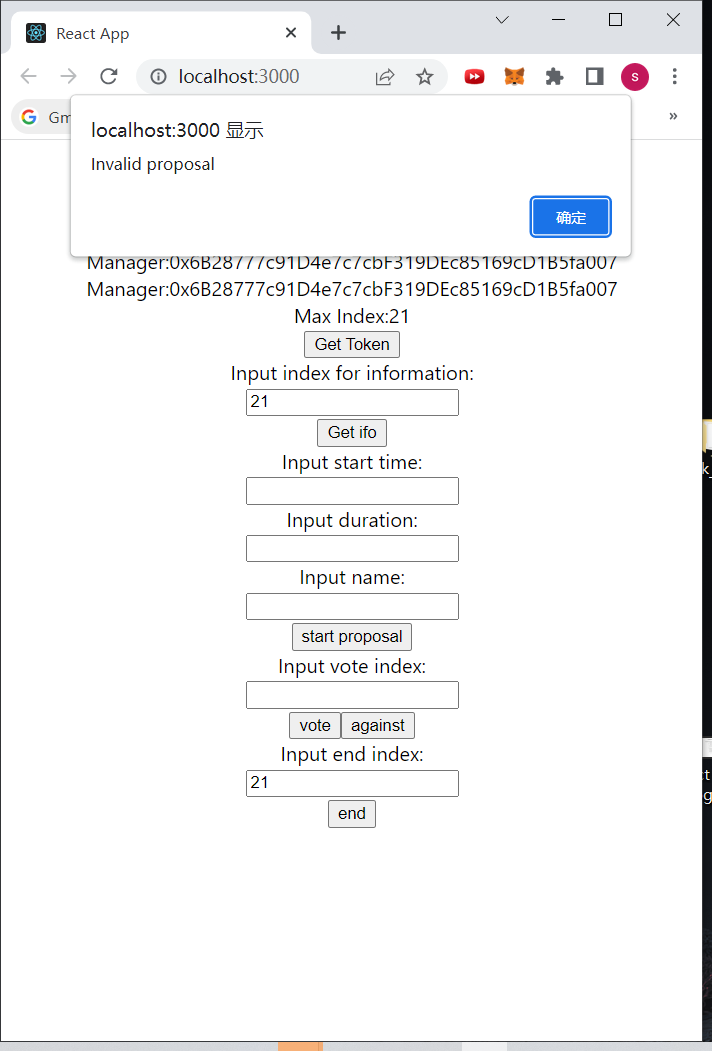 React App
localhost:3000
Gm
»
localhost:3000 显示
Invalid proposal
确定
Manager:0x6B28777c91D4e7c7cbF319DEc85169cD1B5fa007
Manager:0x6B28777c91D4e7c7cbF319DEc85169cD1B5fa007
Max Index:21
Get Token
Input index for information:
21
Get ifo
Input start time:
Input duration:
Input name:
start proposal
Input vote index:
vote against
Input end index:
21
end